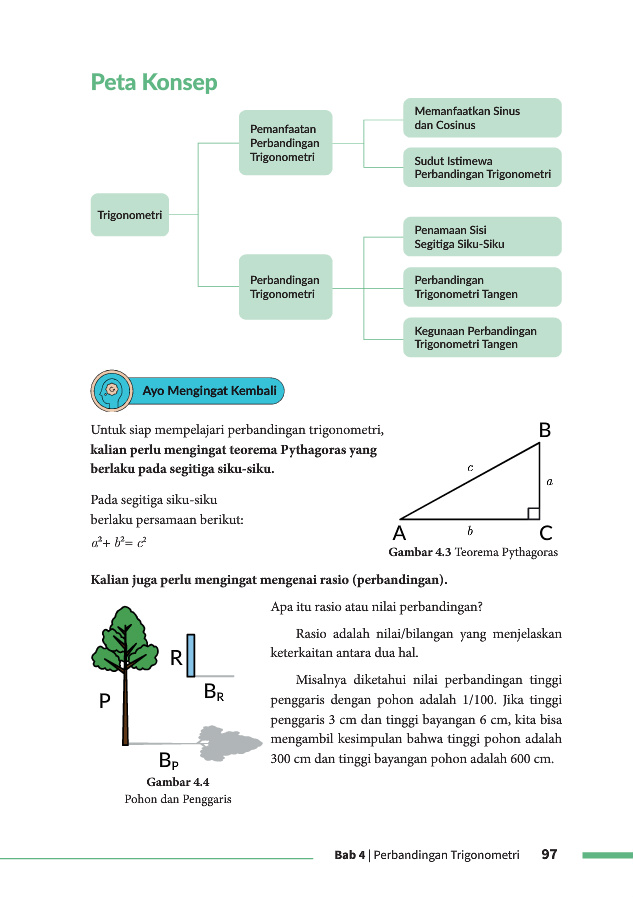 Peta Konsep
Trigonometri
Pemanfaatan
Perbandingan
Trigonometri
Memanfaatkan Sinus
dan Cosinus
Sudut Istimewa
Perbandingan Trigonometri
Perbandingan
Trigonometri
Penamaan Sisi
Segitiga Siku-Siku
Perbandingan
Trigonometri Tangen
Kegunaan Perbandingan
Trigonometri Tangen
Ayo Mengingat Kembali
Untuk siap mempelajari perbandingan trigonometri,
kalian perlu mengingat teorema Pythagoras yang
berlaku pada segitiga siku-siku.
Pada segitiga siku-siku
berlaku persamaan berikut:
a²+ b²= c²
B
c
a
A
b
C
Gambar 4.3 Teorema Pythagoras
Kalian juga perlu mengingat mengenai rasio (perbandingan).
R
B_R
P
B_P
Gambar 4.4
Pohon dan Penggaris
Apa itu rasio atau nilai perbandingan?
Rasio adalah nilai/bilangan yang menjelaskan
keterkaitan antara dua hal.
Misalnya diketahui nilai perbandingan tinggi
penggaris dengan pohon adalah 1/100. Jika tinggi
penggaris 3 cm dan tinggi bayangan 6 cm, kita bisa
mengambil kesimpulan bahwa tinggi pohon adalah
300 cm dan tinggi bayangan pohon adalah 600 cm.
Bab 4 | Perbandingan Trigonometri 97